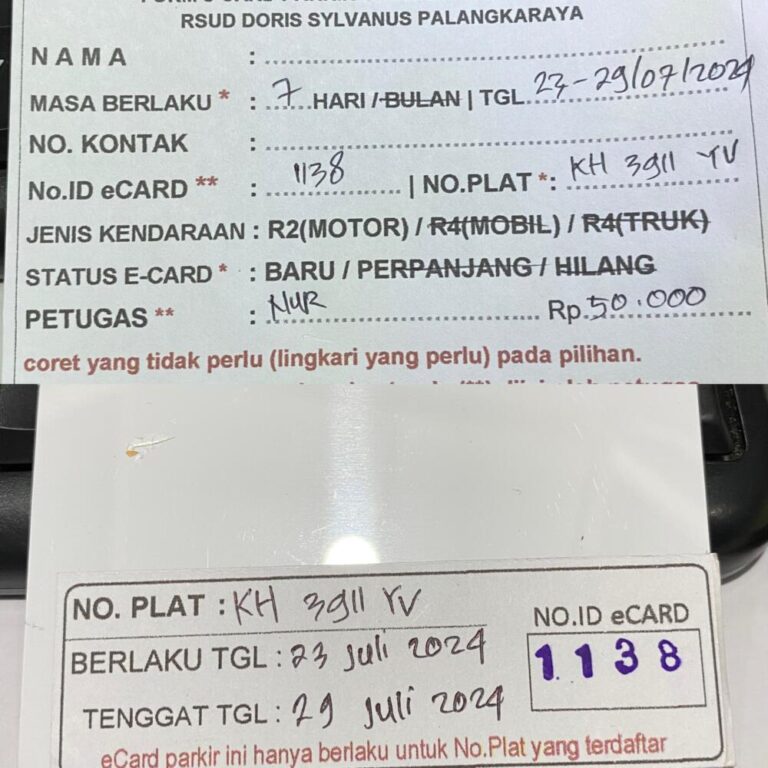 RSUD DORIS SYLVANUS PALANGKARAYA
NAMA :
MASA BERLAKU * : 7 HARI / BULAN | TGL. 23 - 29/07/2024
NO. KONTAK :
No.ID eCARD ** : 1138 | NO.PLAT *: KH 3911 YV
JENIS KENDARAAN : R2(MOTOR) / R4(MOBIL) / R4(TRUK)
STATUS E-CARD * : BARU / PERPANJANG / HILANG
PETUGAS ** : NUR Rp.50.000
coret yang tidak perlu (lingkari yang perlu) pada pilihan.
NO. PLAT : KH 3911 YV
NO.ID eCARD
BERLAKU TGL : 23 Juli 2024
1138
TENGGAT TGL : 29 Juli 2024
eCard parkir ini hanya berlaku untuk No.Plat yang terdaftar